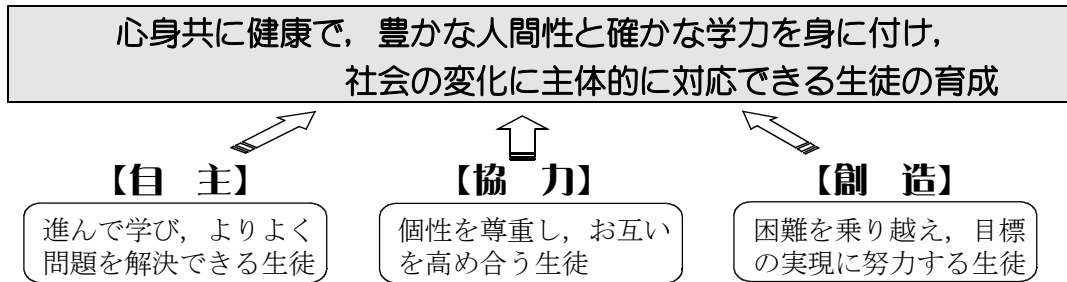 心身共に健康で，豊かな人間性と確かな学力を身に付け，
社会の変化に主体的に対応できる生徒の育成
【自　主】
【協　力】
【創　造】
進んで学び，よりよく
問題を解決できる生徒
個性を尊重し，お互い
を高め合う生徒
困難を乗り越え，目標
の実現に努力する生徒